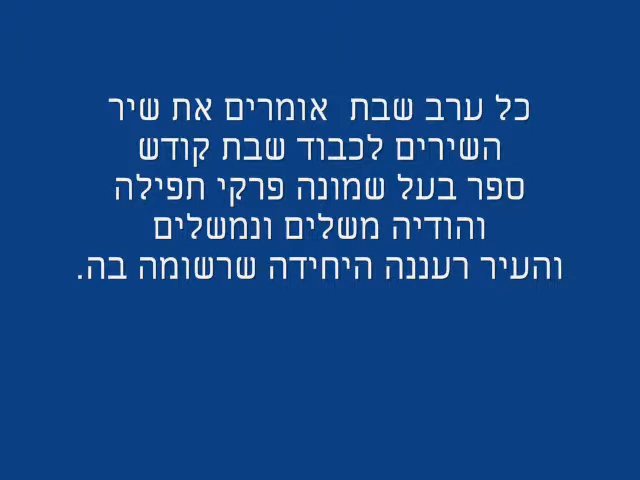 כל ערב שבת  אומרים את שיר
השירים לכבוד שבת קודש
ספר בעל שמונה פרקי תפילה
והודיה משלים ונמשלים
והעיר רעננה היחידה שרשומה בה.